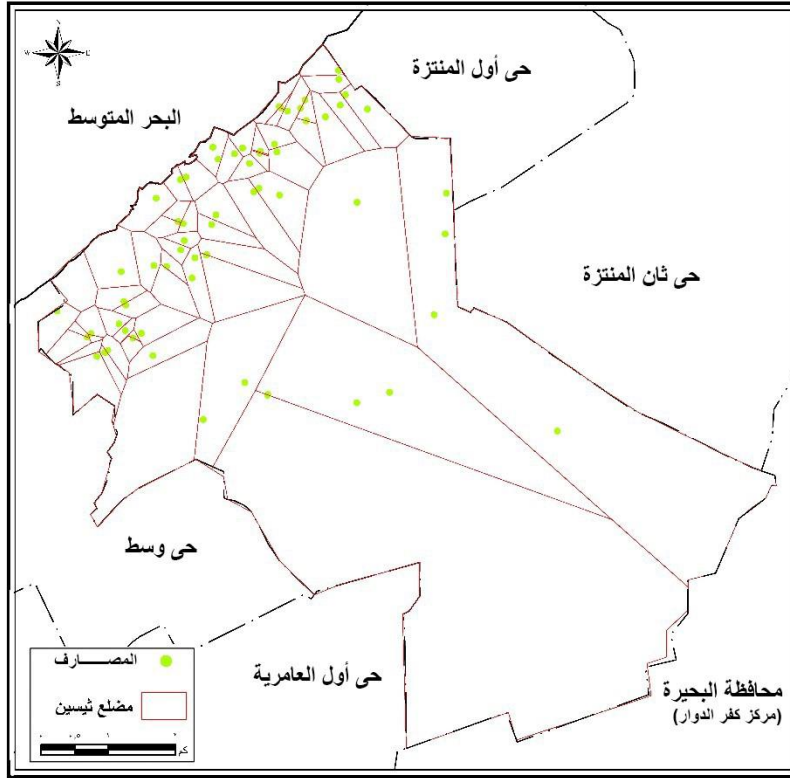 N
E
S
حى أول المنتزة
البحر المتوسط
حى ثان المنتزة
حى وسط
حى أول العامرية
محافظة البحيرة
(مركز كفر الدوار)
المصــــارف
مضلع ثيسين
كم